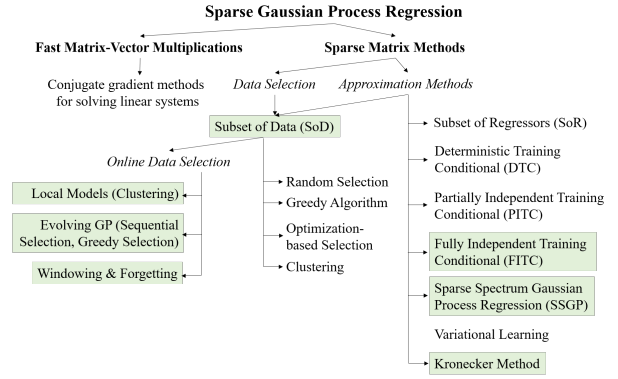 Sparse Gaussian Process Regression
Fast Matrix-Vector Multiplications
Sparse Matrix Methods
Conjugate gradient methods
for solving linear systems
Data Selection
Approximation Methods
Subset of Data (SoD)
Online Data Selection
Local Models (Clustering)
Evolving GP (Sequential
Selection, Greedy Selection)
Windowing & Forgetting
Random Selection
Greedy Algorithm
Optimization-
based Selection
Clustering
Subset of Regressors (SoR)
Deterministic Training
Conditional (DTC)
Partially Independent Training
Conditional (PITC)
Fully Independent Training
Conditional (FITC)
Sparse Spectrum Gaussian
Process Regression (SSGP)
Variational Learning
Kronecker Method